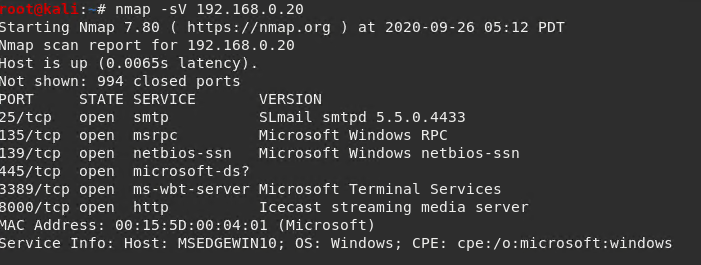 root@kali:~# nmap -sV 192.168.0.20
Starting Nmap 7.80 ( https://nmap.org ) at 2020-09-26 05:12 PDT
Nmap scan report for 192.168.0.20
Host is up (0.0065s latency).
Not shown: 994 closed ports
PORT     STATE SERVICE       VERSION
25/tcp   open  smtp          SLmail smtpd 5.5.0.4433
135/tcp  open  msrpc         Microsoft Windows RPC
139/tcp  open  netbios-ssn   Microsoft Windows netbios-ssn
445/tcp  open  microsoft-ds?
3389/tcp open  ms-wbt-server Microsoft Terminal Services
8000/tcp open  http          Icecast streaming media server
MAC Address: 00:15:5D:00:04:01 (Microsoft)
Service Info: Host: MSEDGEWIN10; OS: Windows; CPE: cpe:/o:microsoft:windows